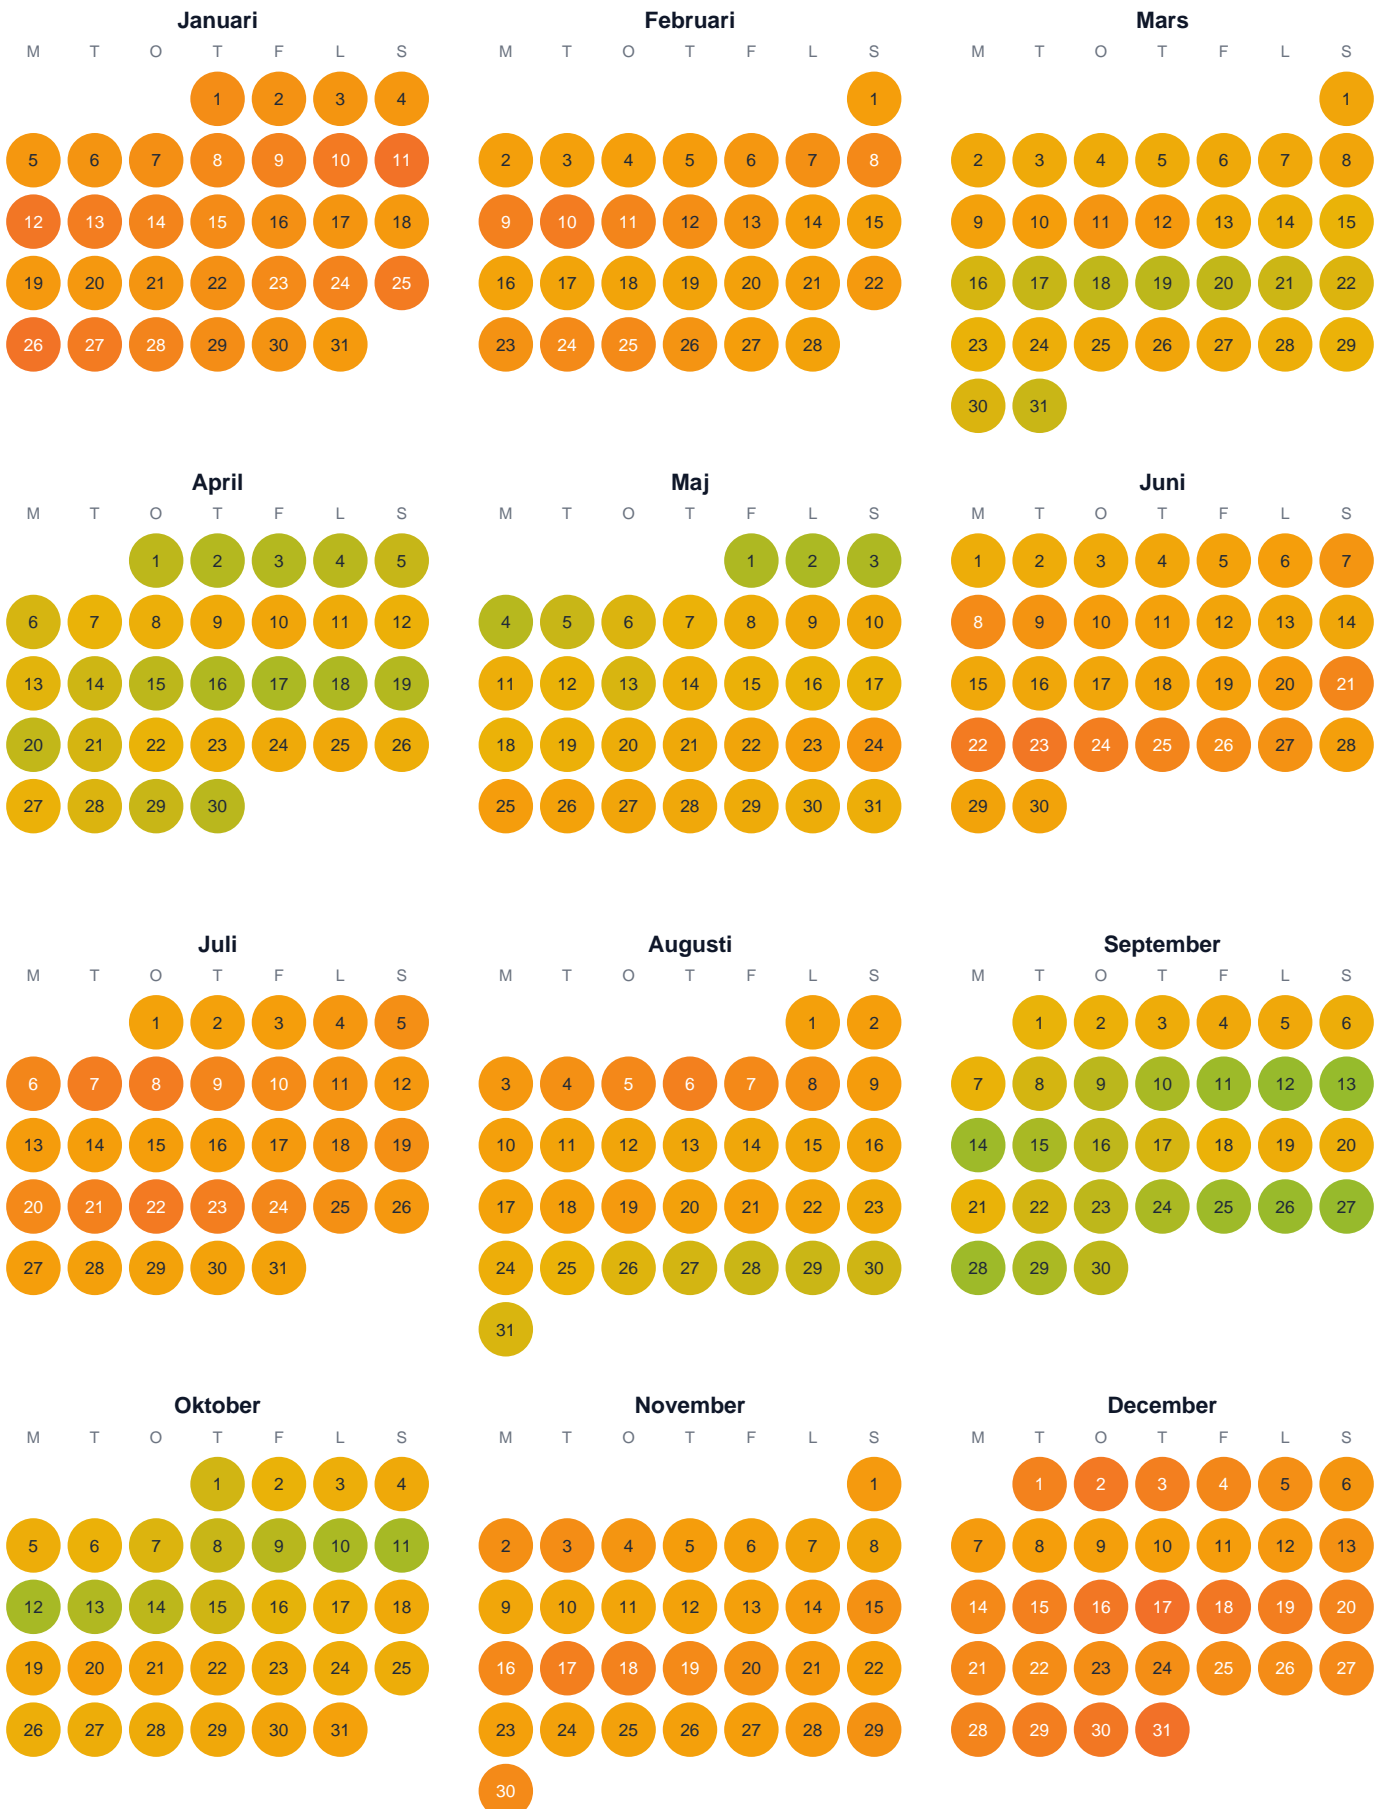 Januari
M T O T F L S
1 2 3 4
5 6 7 8 9 10 11
12 13 14 15 16 17 18
19 20 21 22 23 24 25
26 27 28 29 30 31
Februari
M T O T F L S
1
2 3 4 5 6 7 8
9 10 11 12 13 14 15
16 17 18 19 20 21 22
23 24 25 26 27 28
Mars
M T O T F L S
1
2 3 4 5 6 7 8
9 10 11 12 13 14 15
16 17 18 19 20 21 22
23 24 25 26 27 28 29
30 31
April
M T O T F L S
1 2 3 4 5
6 7 8 9 10 11 12
13 14 15 16 17 18 19
20 21 22 23 24 25 26
27 28 29 30
Maj
M T O T F L S
1 2 3
4 5 6 7 8 9 10
11 12 13 14 15 16 17
18 19 20 21 22 23 24
25 26 27 28 29 30 31
Juni
M T O T F L S
1 2 3 4 5 6 7
8 9 10 11 12 13 14
15 16 17 18 19 20 21
22 23 24 25 26 27 28
29 30
Juli
M T O T F L S
1 2 3 4 5
6 7 8 9 10 11 12
13 14 15 16 17 18 19
20 21 22 23 24 25 26
27 28 29 30 31
Augusti
M T O T F L S
1 2
3 4 5 6 7 8 9
10 11 12 13 14 15 16
17 18 19 20 21 22 23
24 25 26 27 28 29 30
31
September
M T O T F L S
1 2 3 4 5 6
7 8 9 10 11 12 13
14 15 16 17 18 19 20
21 22 23 24 25 26 27
28 29 30
Oktober
M T O T F L S
1 2 3 4
5 6 7 8 9 10 11
12 13 14 15 16 17 18
19 20 21 22 23 24 25
26 27 28 29 30 31
November
M T O T F L S
1
2 3 4 5 6 7 8
9 10 11 12 13 14 15
16 17 18 19 20 21 22
23 24 25 26 27 28 29
30
December
M T O T F L S
1 2 3 4 5 6
7 8 9 10 11 12 13
14 15 16 17 18 19 20
21 22 23 24 25 26 27
28 29 30 31